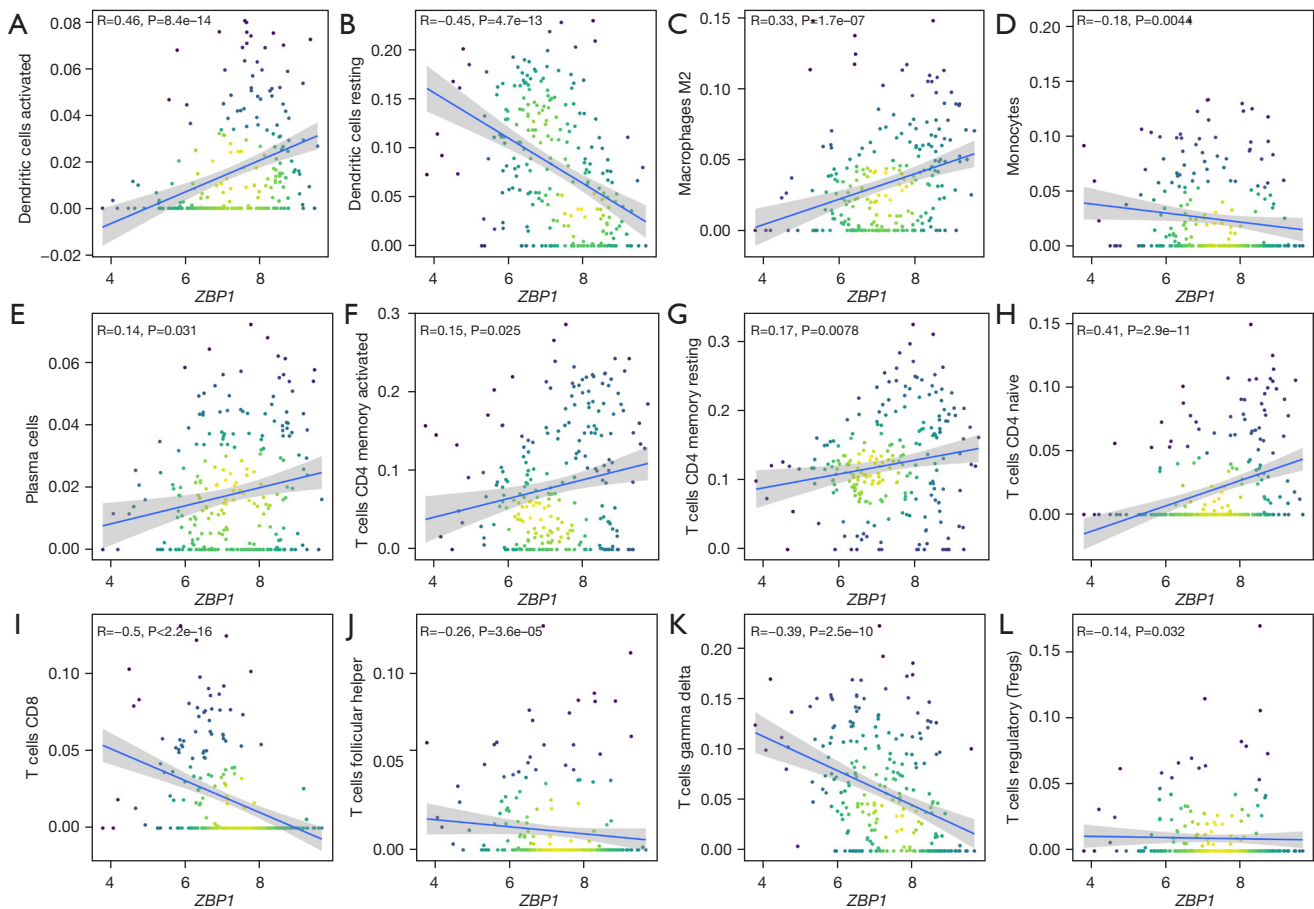 A
R=0.46, P=8.4e−14
Dendritic cells activated
0.08
0.06
0.04
0.02
0.00
−0.02
4 6 8
ZBP1
B
R=−0.45, P=4.7e−13
Dendritic cells resting
0.20
0.15
0.10
0.05
0.00
4 6 8
ZBP1
C
R=0.33, P=1.7e−07
Macrophages M2
0.15
0.10
0.05
0.00
4 6 8
ZBP1
D
R=−0.18, P=0.0044
Monocytes
0.20
0.15
0.10
0.05
0.00
4 6 8
ZBP1
E
R=0.14, P=0.031
Plasma cells
0.06
0.04
0.02
0.00
4 6 8
ZBP1
F
R=0.15, P=0.025
T cells CD4 memory activated
0.3
0.2
0.1
0.0
4 6 8
ZBP1
G
R=0.17, P=0.0078
T cells CD4 memory resting
0.3
0.2
0.1
0.0
4 6 8
ZBP1
H
R=0.41, P=2.9e−11
T cells CD4 naive
0.15
0.10
0.05
0.00
4 6 8
ZBP1
I
R=−0.5, P<2.2e−16
T cells CD8
0.10
0.05
0.00
4 6 8
ZBP1
J
R=−0.26, P=3.6e−05
T cells follicular helper
0.10
0.05
0.00
4 6 8
ZBP1
K
R=−0.39, P=2.5e−10
T cells gamma delta
0.20
0.15
0.10
0.05
0.00
4 6 8
ZBP1
L
R=−0.14, P=0.032
T cells regulatory (Tregs)
0.15
0.10
0.05
0.00
4 6 8
ZBP1